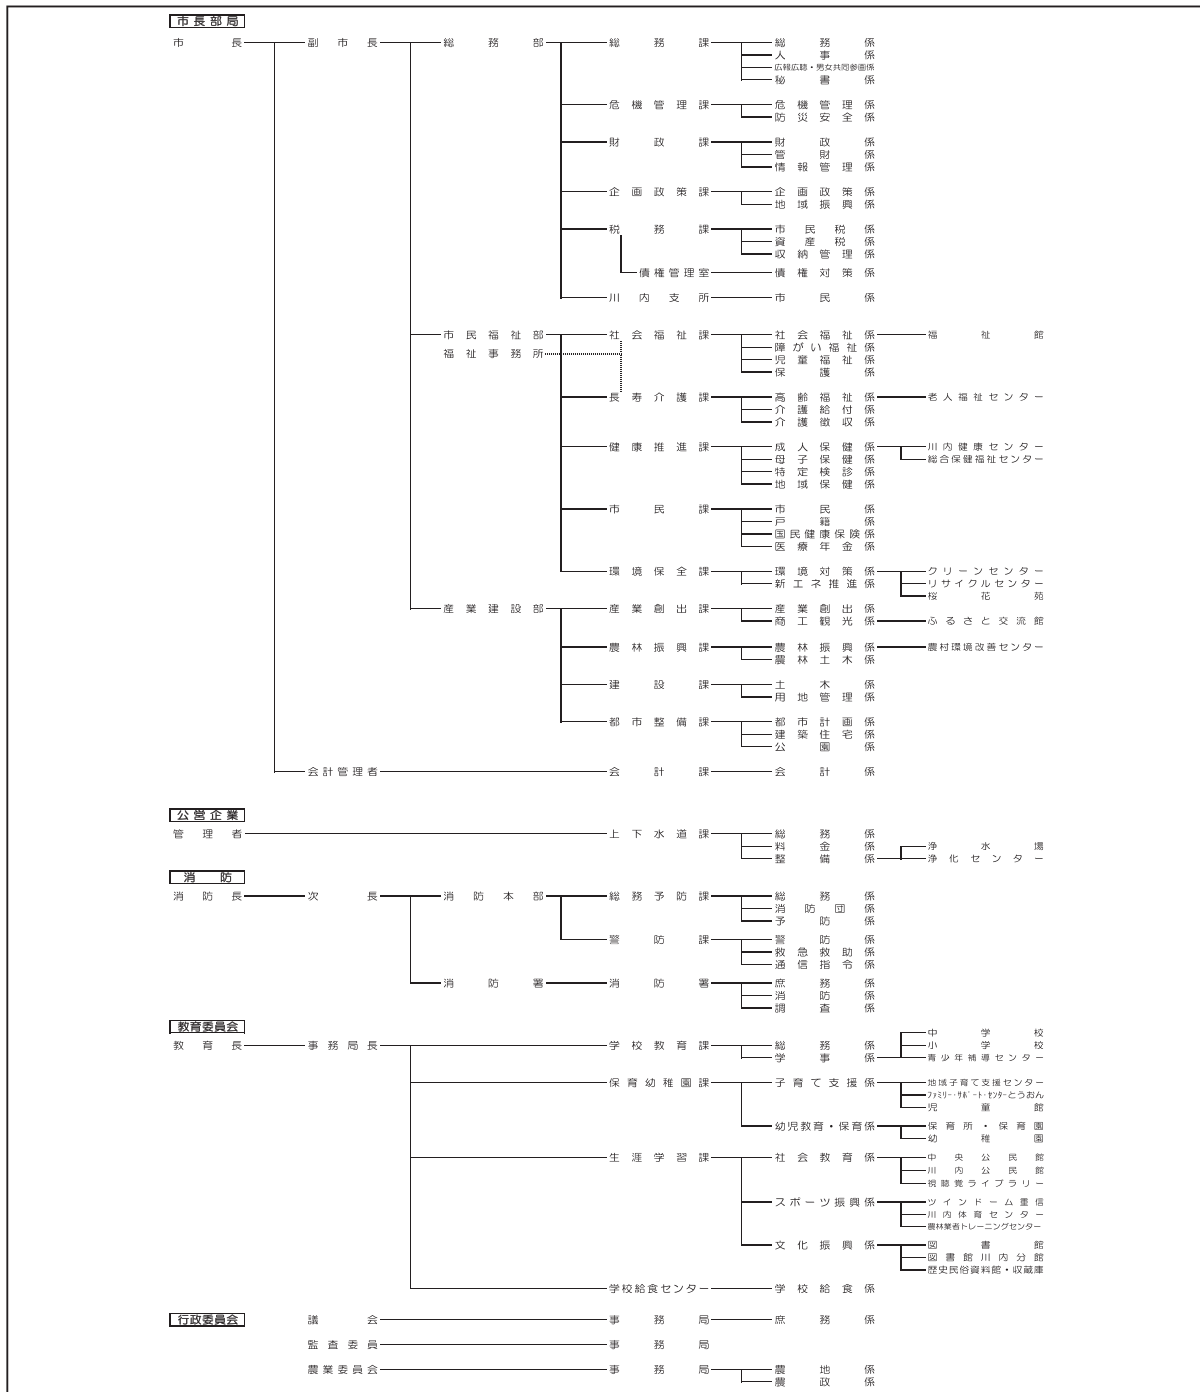 市長部局
市長 副市長 総務部 総務課 総務係
人事係
広報広聴・男女共同参画係
秘書係
危機管理課 危機管理係
防災安全係
財政課 財政係
管財係
情報管理係
企画政策課 企画政策係
地域振興係
税務課 市民税係
資産税係
収納管理係
債権管理室 債権対策係
川内支所 市民係
市民福祉部 社会福祉課 社会福祉係 福祉館
障がい福祉係
福祉事務所
児童福祉係
保護係
長寿介護課 高齢福祉係 老人福祉センター
介護給付係
介護徴収係
健康推進課 成人保健係 川内健康センター
母子保健係 総合保健福祉センター
特定検診係
地域保健係
市民課 市民係
戸籍係
国民健康保険係
医療年金係
環境保全課 環境対策係 クリーンセンター
新エネ推進係 リサイクルセンター
桜花苑
産業建設部 産業創出課 産業創出係
商工観光係 ふるさと交流館
農林振興課 農林振興係 農村環境改善センター
農林土木係
建設課 土木係
用地管理係
都市整備課 都市計画係
建築住宅係
公園係
会計管理者 会計課 会計係
公営企業
管理者 上下水道課 総務係
料金係 浄水場
整備係 浄化センター
消防
消防長 次長 消防本部 総務予防課 総務係
消防団係
予防係
警防課 警防係
救急救助係
通信指令係
消防署 消防署 庶務係
消防係
調査係
教育委員会
中学校
教育長 事務局長 学校教育課 総務係 小学校
学事係 青少年補導センター
保育幼稚園課 子育て支援係 地域子育て支援センター
ファミリー・サポート・センターとうおん
児童館
幼児教育・保育係 保育所・保育園
幼稚園
生涯学習課 社会教育係 中央公民館
川内公民館
視聴覚ライブラリー
スポーツ振興係 ツインドーム重信
川内体育センター
農林業者トレーニングセンター
文化振興係 図書館
図書館川内分館
歴史民俗資料館・収蔵庫
学校給食センター 学校給食係
行政委員会 議会 事務局 庶務係
監査委員 事務局
農業委員会 事務局 農地係
農政係